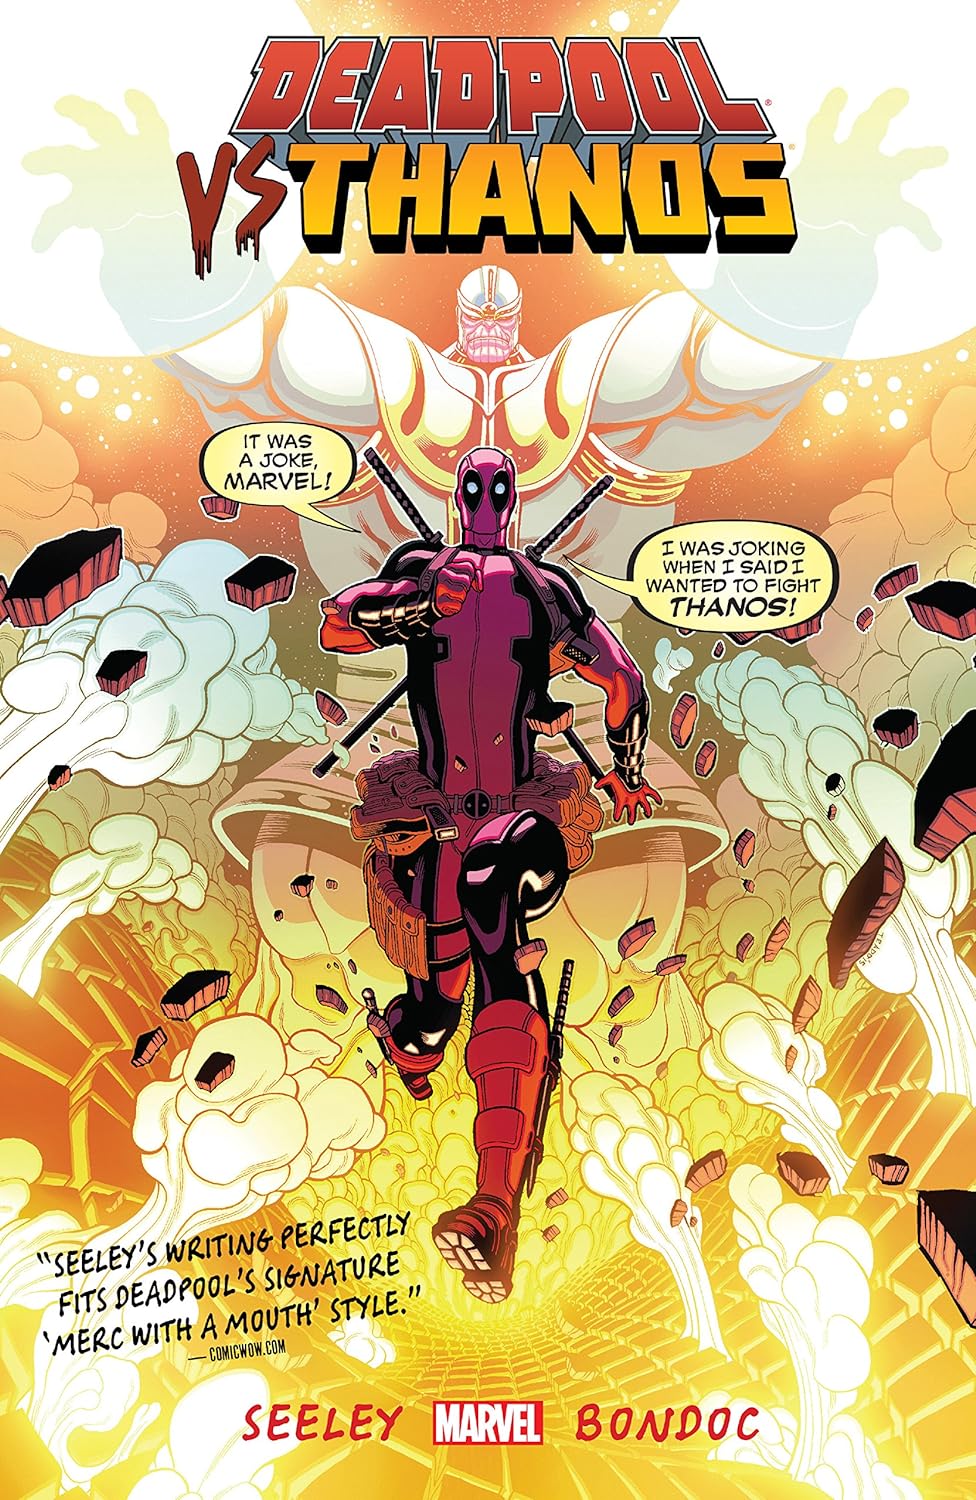 DEADPOOL®
VS THANOS
IT WAS
A JOKE,
MARVEL!
I WAS JOKING
WHEN I SAID I
WANTED TO FIGHT
THANOS!
"SEELEY'S WRITING PERFECTLY
FITS DEADPOOL'S SIGNATURE
'MERC WITH A MOUTH' STYLE."
— COMICWOW.COM
SEELEY MARVEL BONDOC